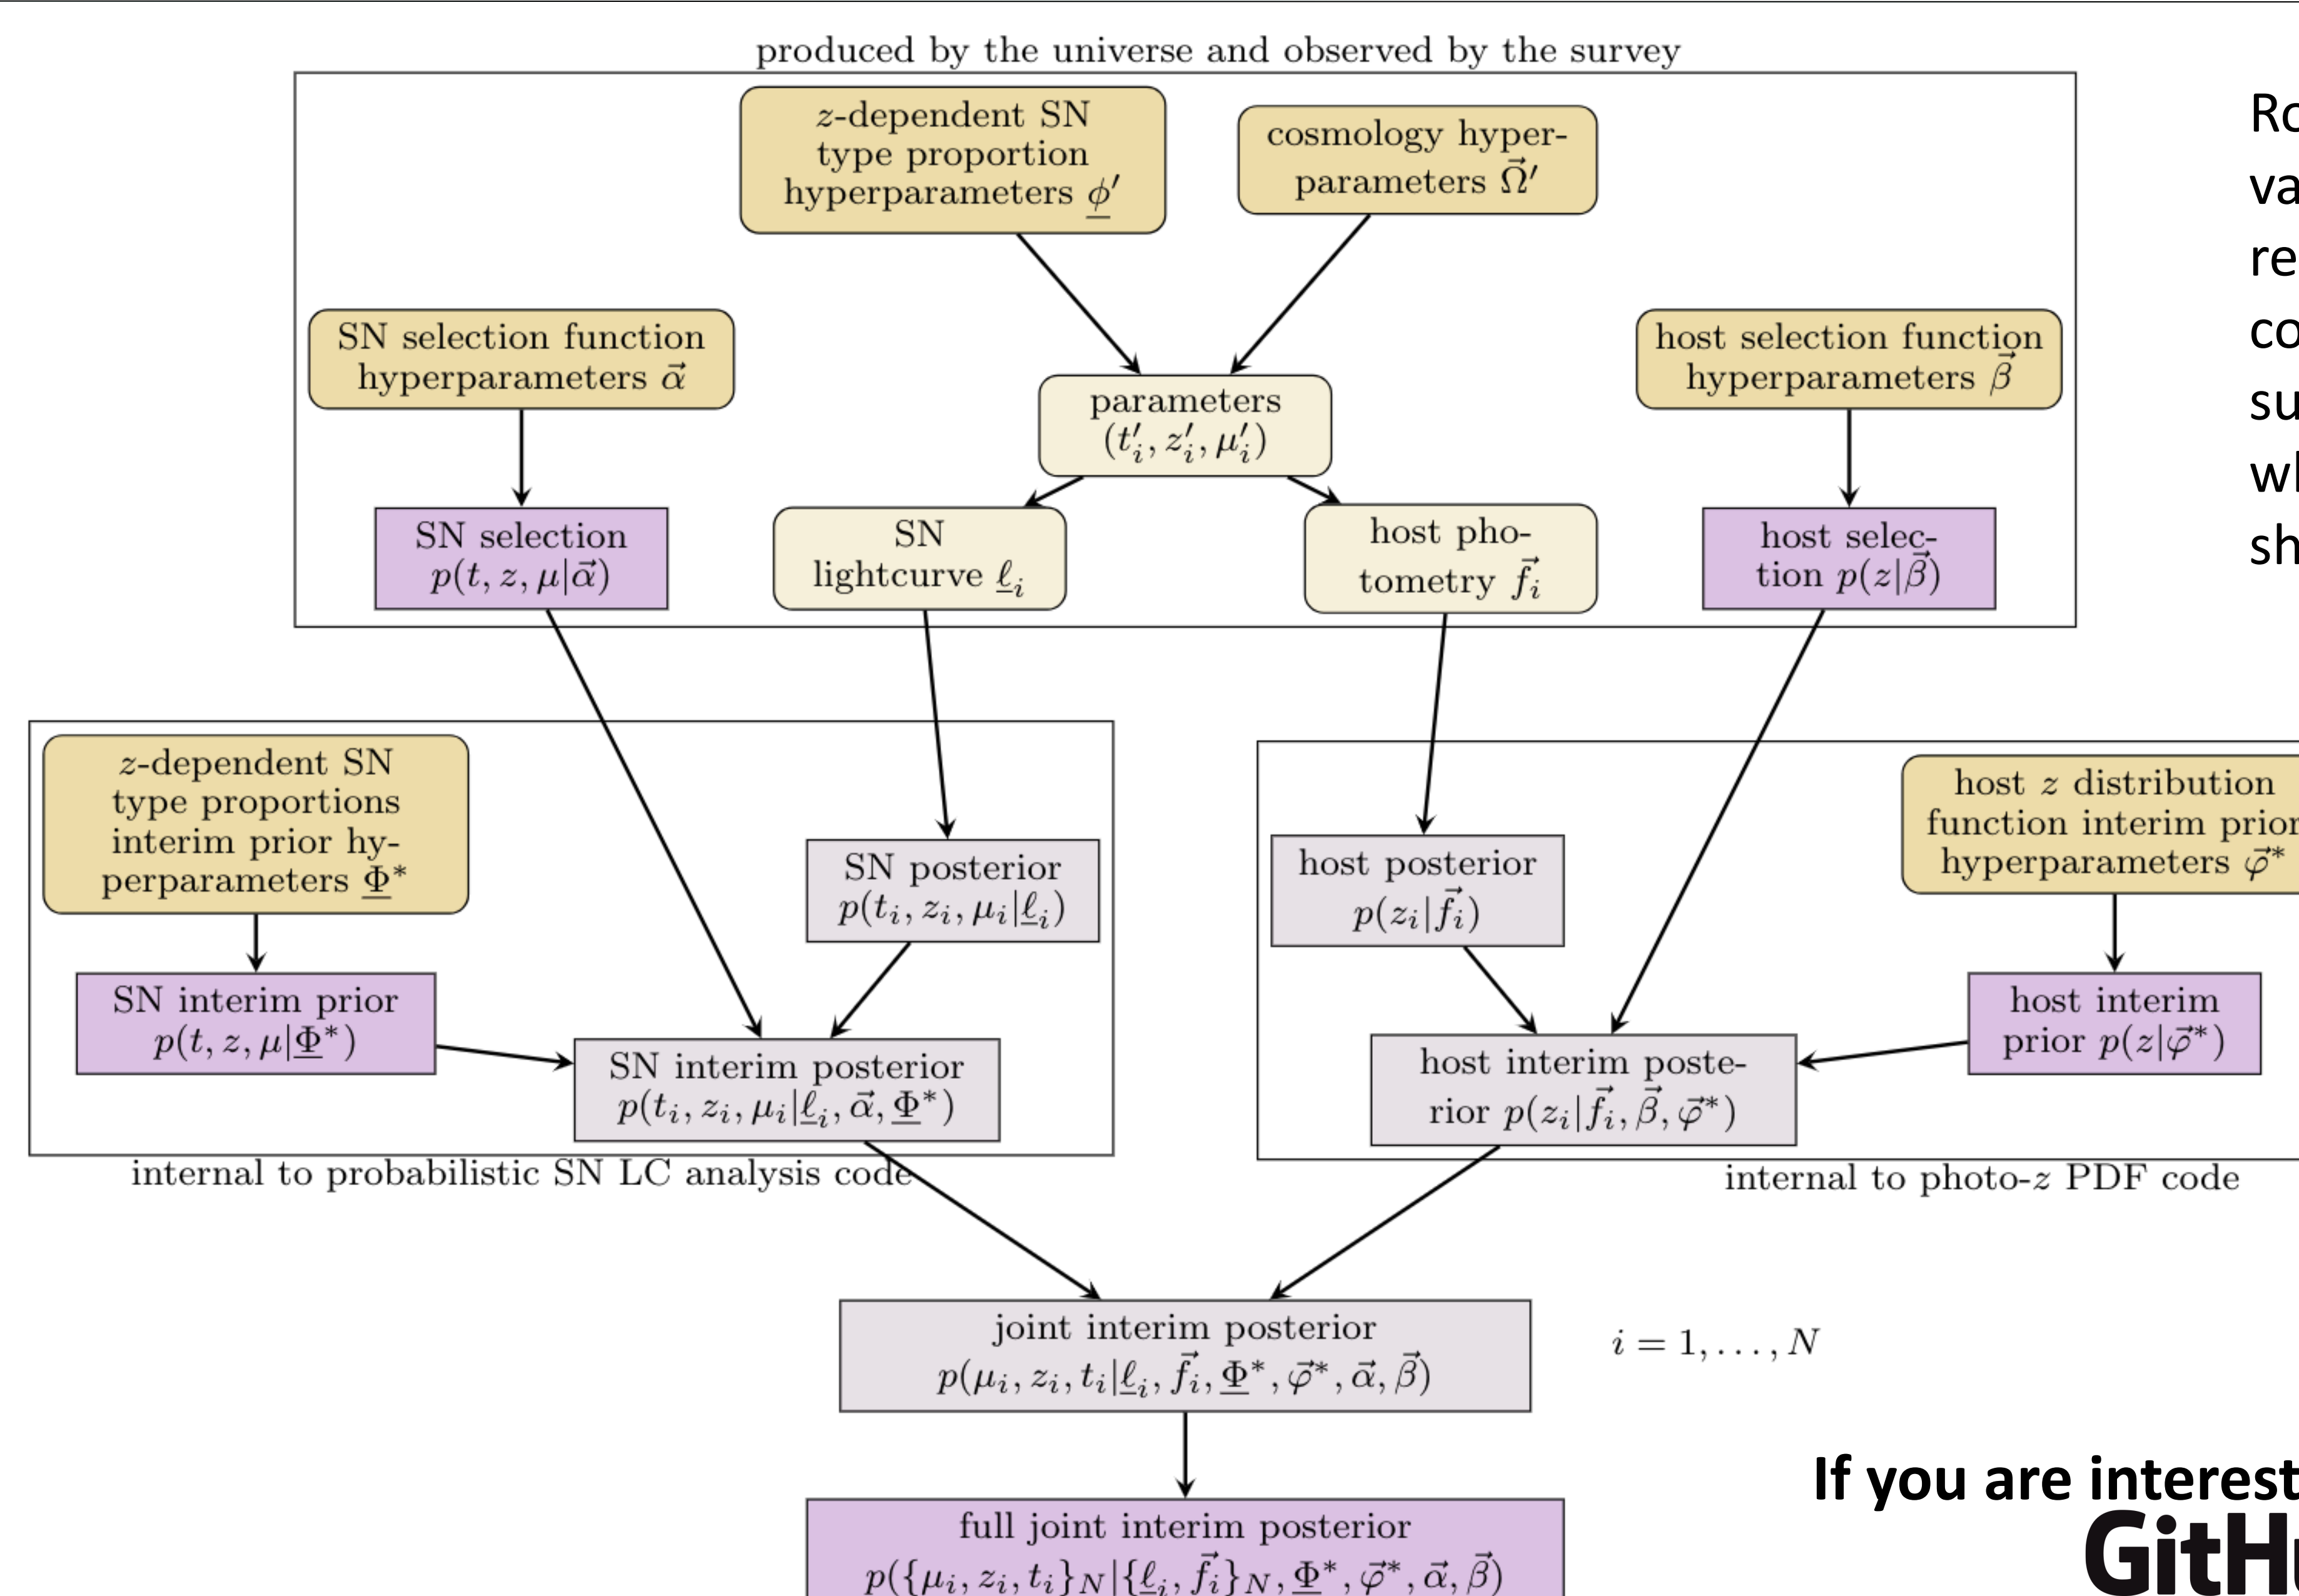 produced by the universe and observed by the survey
z-dependent SN
type proportion
hyperparameters ϕ̲′
cosmology hyper-
parameters Ω⃗′
SN selection function
hyperparameters α⃗
host selection function
hyperparameters β⃗
parameters
(t′ᵢ, z′ᵢ, μ′ᵢ)
SN selection
p(t, z, μ|α⃗)
SN
lightcurve ℓ̲ᵢ
host pho-
tometry f⃗ᵢ
host selec-
tion p(z|β⃗)
z-dependent SN
type proportions
interim prior hy-
perparameters Φ̲*
SN posterior
p(tᵢ, zᵢ, μᵢ|ℓ̲ᵢ)
host posterior
p(zᵢ|f⃗ᵢ)
host z distribution
function interim prior
hyperparameters φ⃗*
SN interim prior
p(t, z, μ|Φ̲*)
host interim
prior p(z|φ⃗*)
SN interim posterior
p(tᵢ, zᵢ, μᵢ|ℓ̲ᵢ, α⃗, Φ̲*)
host interim poste-
rior p(zᵢ|f⃗ᵢ, β⃗, φ⃗*)
internal to probabilistic SN LC analysis code
internal to photo-z PDF code
joint interim posterior
p(μᵢ, zᵢ, tᵢ|ℓ̲ᵢ, f⃗ᵢ, Φ̲*, φ⃗*, α⃗, β⃗)
i = 1, . . . , N
full joint interim posterior
p({μᵢ, zᵢ, tᵢ}_N|{ℓ̲ᵢ, f⃗ᵢ}_N, Φ̲*, φ⃗*, α⃗, β⃗)
If you are